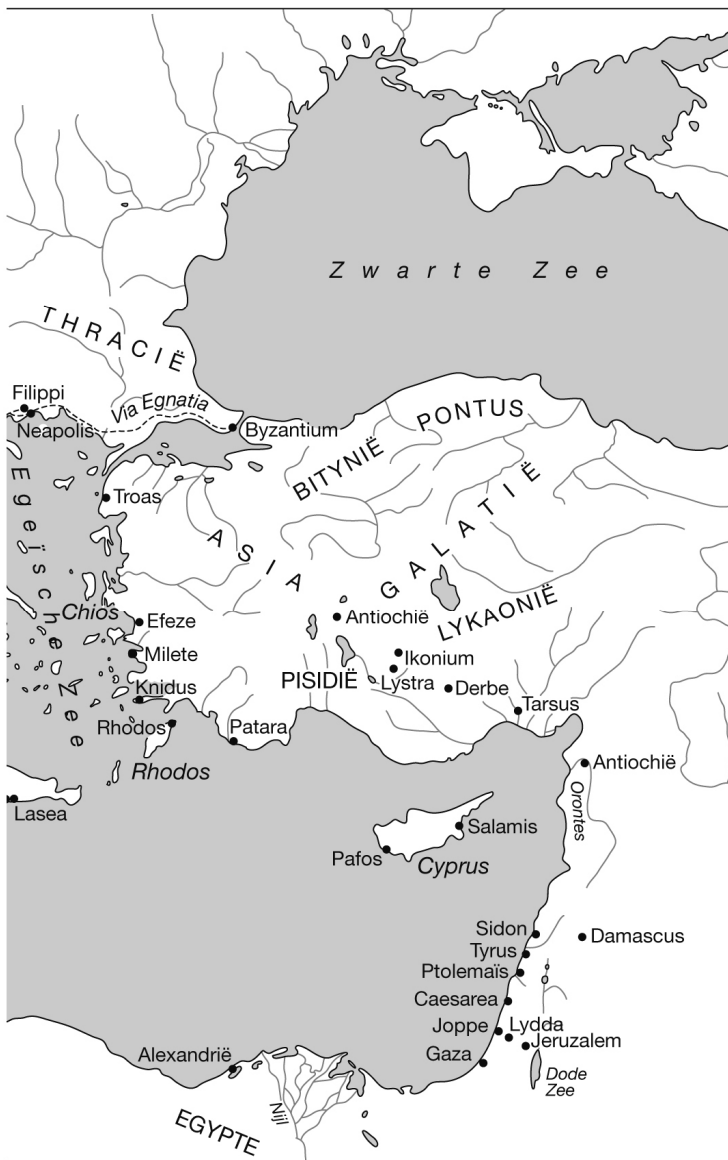 Zwarte Zee
THRACIË
Filippi
Via Egnatia
Neapolis
Byzantium
BITYNIË
PONTUS
Egeïsche Zee
Troas
ASIA
GALATIË
Chios
Efeze
Antiochië
LYKAONIË
Milete
Ikonium
PISIDIË
Lystra
Derbe
Knidus
Tarsus
Rhodos
Patara
Rhodos
Antiochië
Orontes
Lasea
Salamis
Pafos
Cyprus
Sidon
Damascus
Tyrus
Ptolemaïs
Caesarea
Joppe
Lydda
Jeruzalem
Gaza
Alexandrië
Dode
Zee
Nijl
EGYPTE